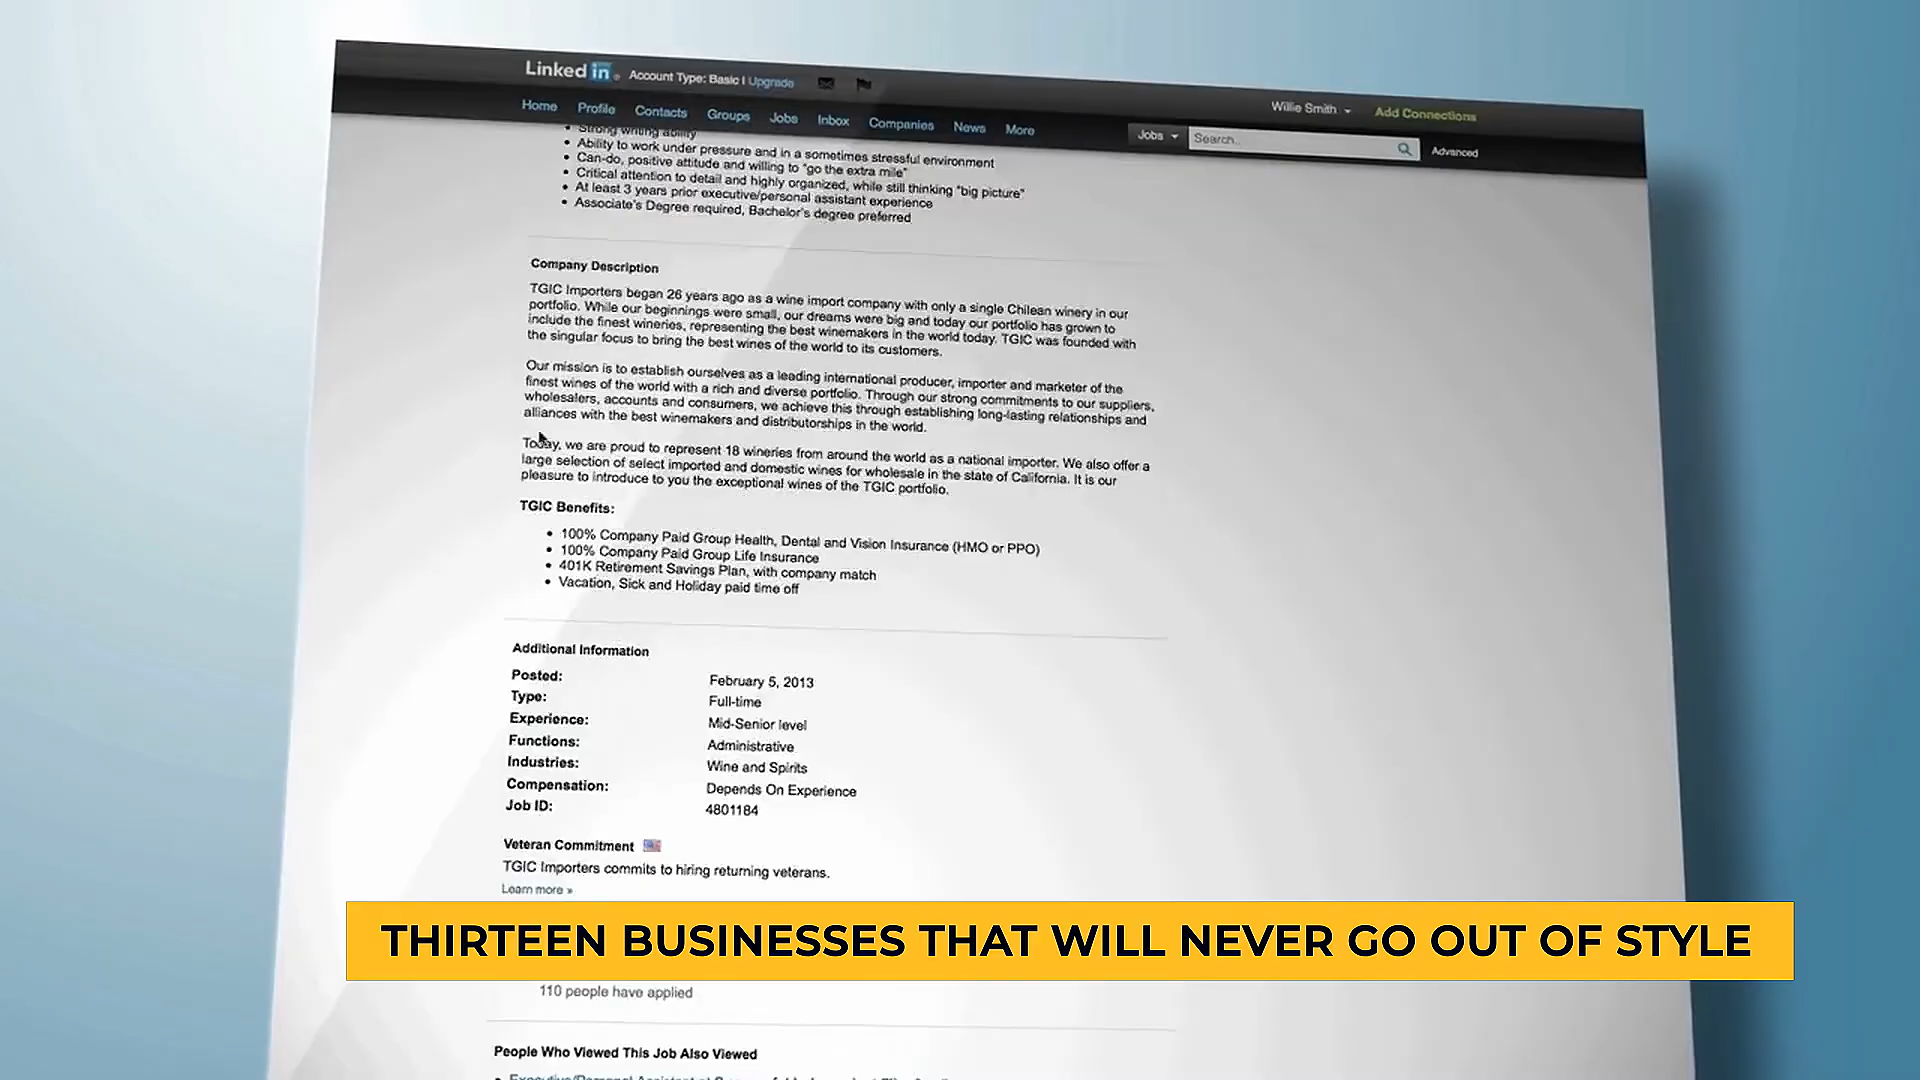 Linked in Account Type: Basic | Upgrade
Willie Smith Add Connections
Home Profile Contacts Groups Jobs Inbox Companies News More
Jobs Search... Advanced
Strong writing ability
Ability to work under pressure and in a sometimes stressful environment
Can-do, positive attitude and willing to "go the extra mile"
Critical attention to detail and highly organized, while still thinking "big picture"
At least 3 years prior executive/personal assistant experience
Associate's Degree required, Bachelor's degree preferred
Company Description
TGIC Importers began 26 years ago as a wine import company with only a single Chilean winery in our
portfolio. While our beginnings were small, our dreams were big and today our portfolio has grown to
include the finest wineries, representing the best winemakers in the world today. TGIC was founded with
the singular focus to bring the best wines of the world to its customers.
Our mission is to establish ourselves as a leading international producer, importer and marketer of the
finest wines of the world with a rich and diverse portfolio. Through our strong commitments to our suppliers,
wholesalers, accounts and consumers, we achieve this through establishing long-lasting relationships and
alliances with the best winemakers and distributorships in the world.
Today, we are proud to represent 18 wineries from around the world as a national importer. We also offer a
large selection of select imported and domestic wines for wholesale in the state of California. It is our
pleasure to introduce to you the exceptional wines of the TGIC portfolio.
TGIC Benefits:
100% Company Paid Group Health, Dental and Vision Insurance (HMO or PPO)
100% Company Paid Group Life Insurance
401K Retirement Savings Plan, with company match
Vacation, Sick and Holiday paid time off
Additional Information
Posted: February 5, 2013
Type: Full-time
Experience: Mid-Senior level
Functions: Administrative
Industries: Wine and Spirits
Compensation: Depends On Experience
Job ID: 4801184
Veteran Commitment
TGIC Importers commits to hiring returning veterans.
Learn more »
THIRTEEN BUSINESSES THAT WILL NEVER GO OUT OF STYLE
110 people have applied
People Who Viewed This Job Also Viewed